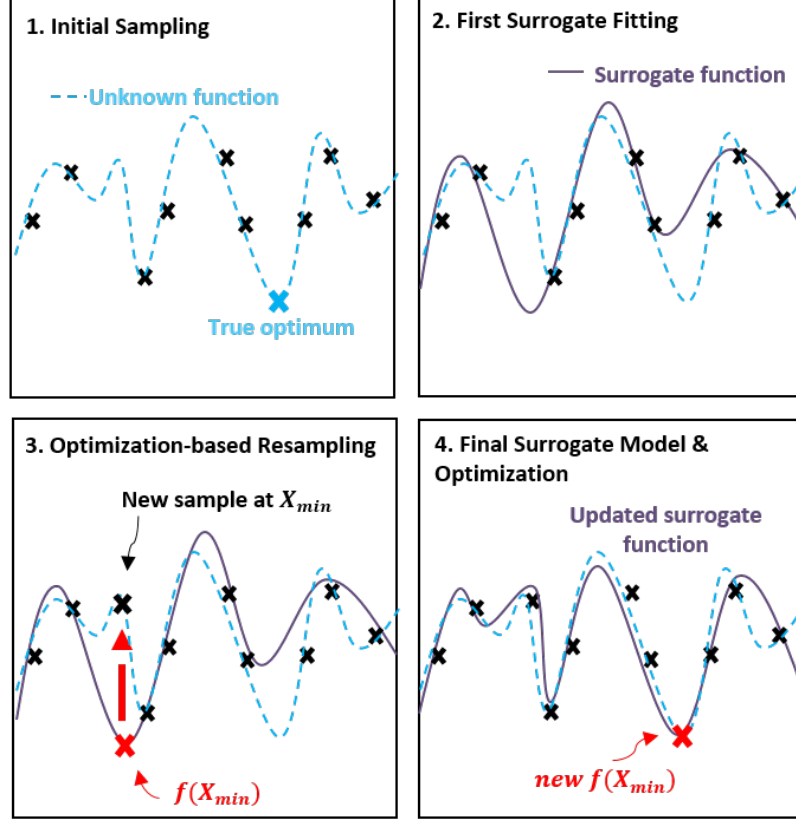 1. Initial Sampling
Unknown function
True optimum
2. First Surrogate Fitting
Surrogate function
3. Optimization-based Resampling
New sample at X_min
f(X_min)
4. Final Surrogate Model &
Optimization
Updated surrogate
function
new f(X_min)